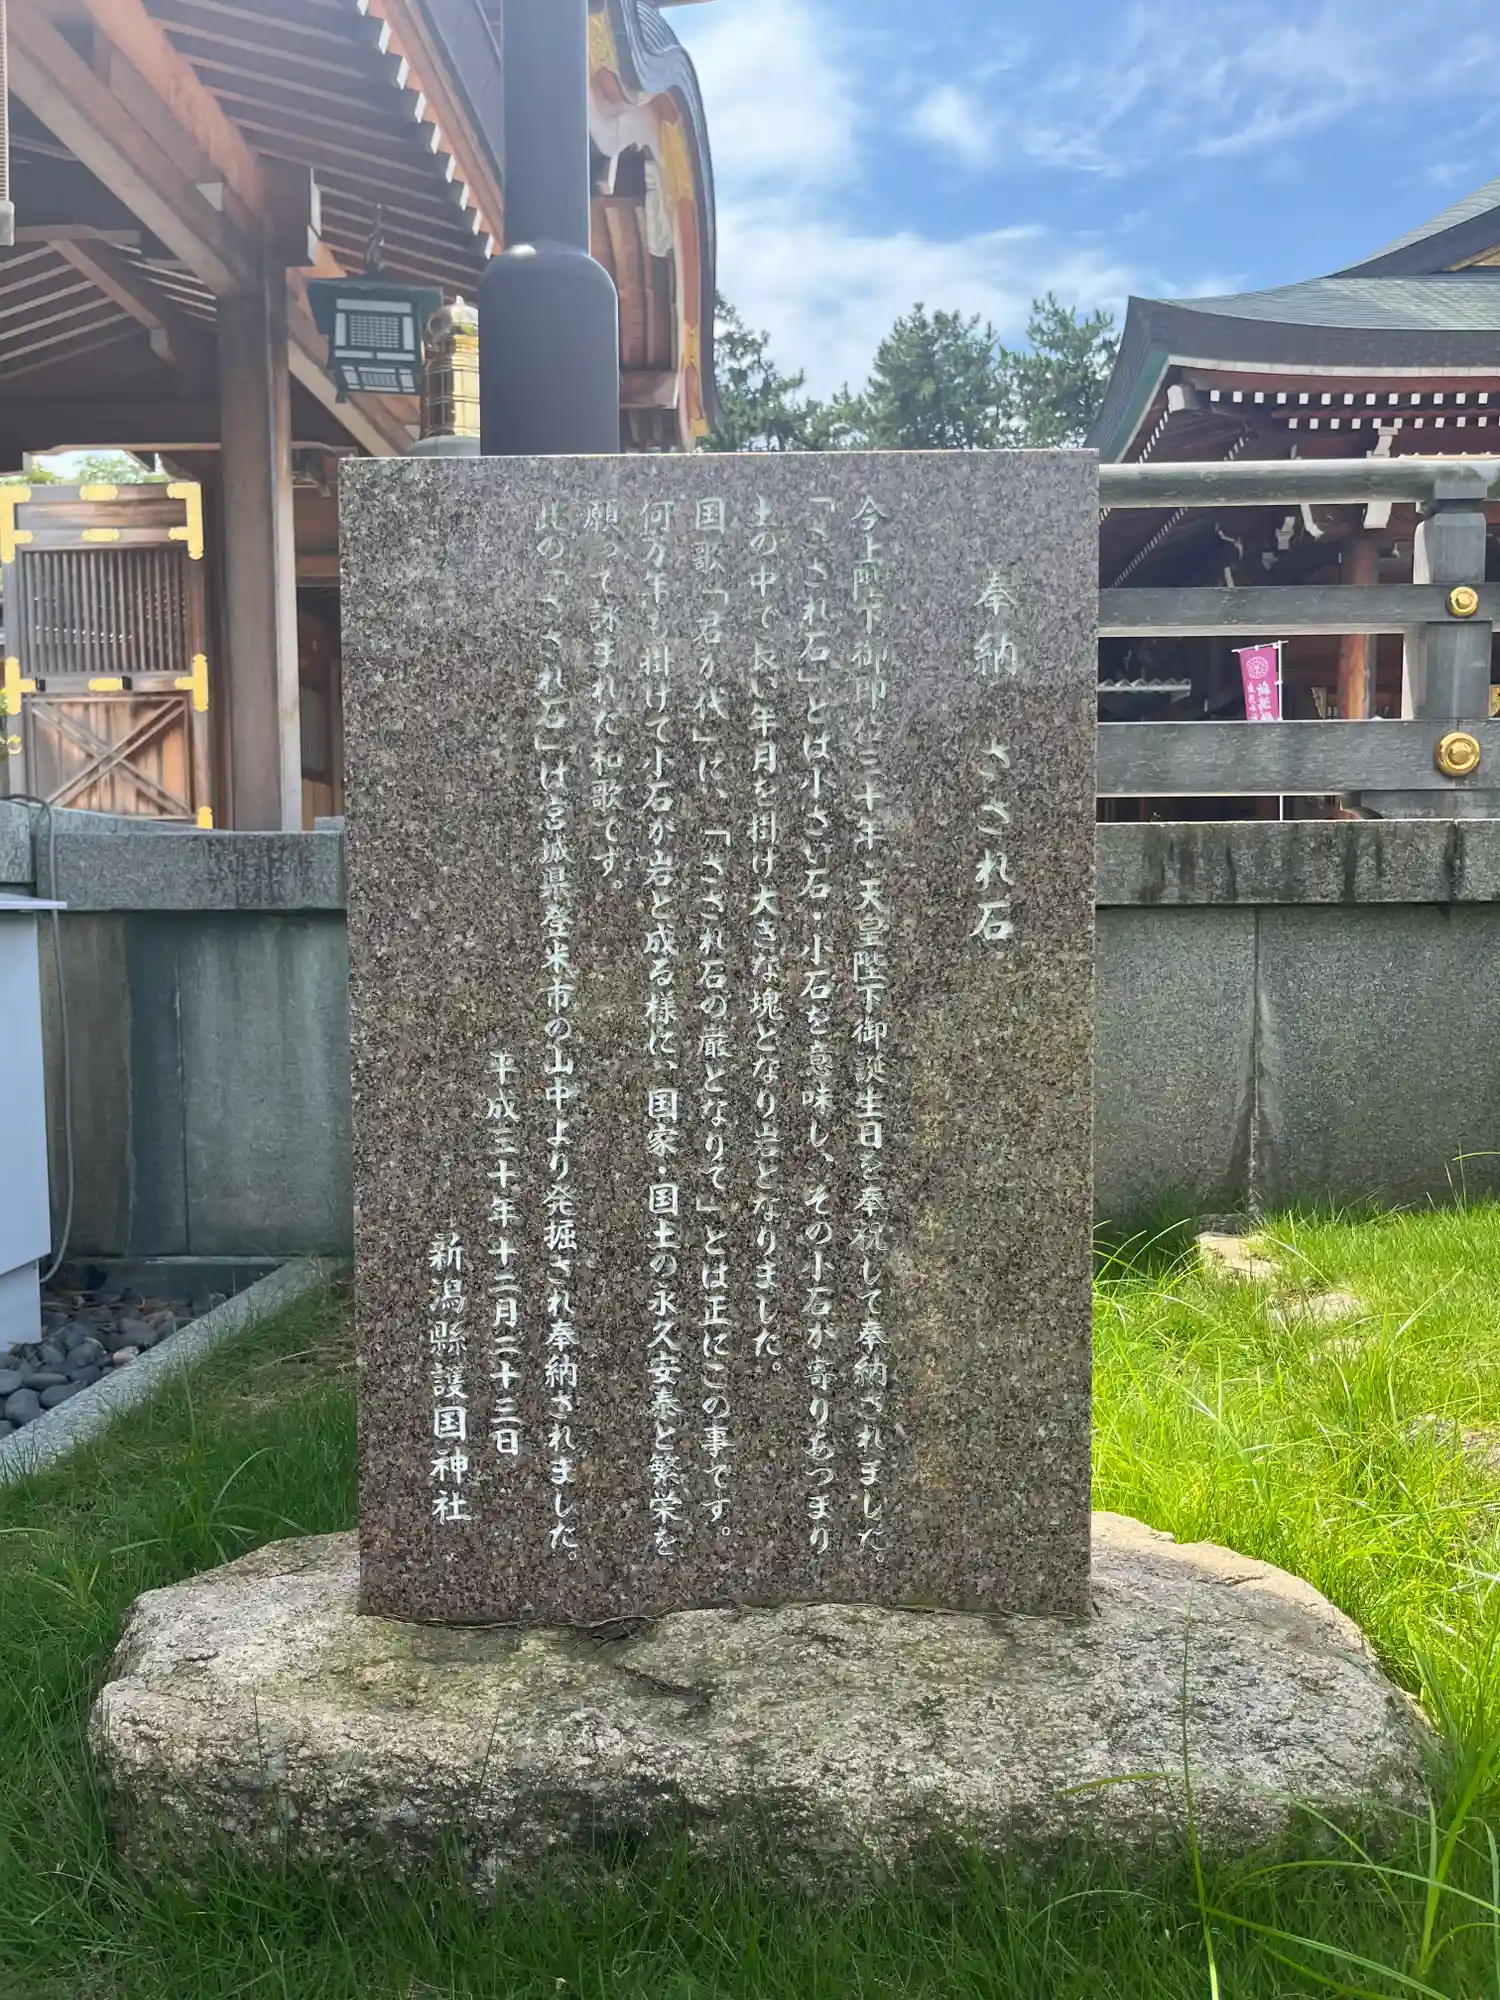 奉納 さされ石
今上陛下御即位三十年・天皇陛下御誕生日を奉祝して奉納されました。
「さされ石」とは小さい石・小石を意味し、その小石が寄りあつまり
土の中で長い年月を掛け大きな塊となり岩となりました。
国歌「君が代」に、「さされ石の巌となりて」とは正にこの事です。
何万年も掛けて小石が岩と成る様に、国家・国土の永久安泰と繁栄を
願って詠まれた和歌です。
此の「さされ石」は宮城県登米市の山中より発掘され奉納されました。
平成三十年十二月二十三日
新潟縣護国神社